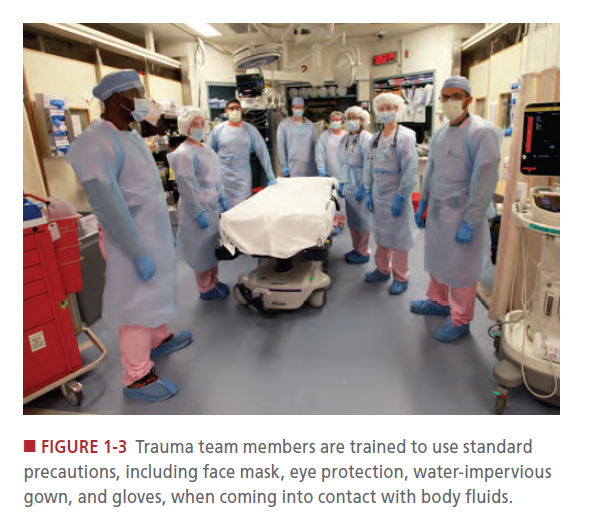 ■ FIGURE 1-3 Trauma team members are trained to use standard
precautions, including face mask, eye protection, water-impervious
gown, and gloves, when coming into contact with body fluids.